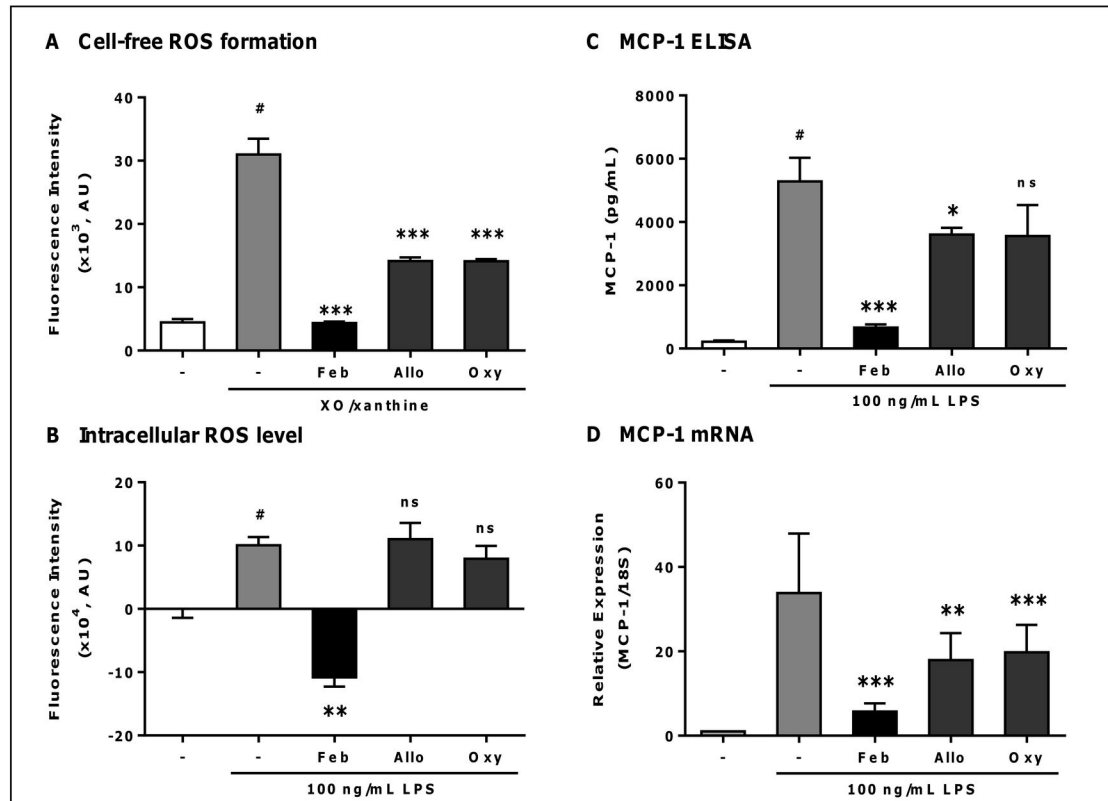 A Cell-free ROS formation
Fluorescence Intensity
(x10³, AU)
40
30
20
10
0
#
***
***
***
-
-
Feb
Allo
Oxy
XO/xanthine
B Intracellular ROS level
Fluorescence Intensity
(x10⁴, AU)
20
10
0
-10
-20
#
**
ns
ns
-
-
Feb
Allo
Oxy
100 ng/mL LPS
C MCP-1 ELISA
MCP-1 (pg/mL)
8000
6000
4000
2000
0
#
***
*
ns
-
-
Feb
Allo
Oxy
100 ng/mL LPS
D MCP-1 mRNA
Relative Expression
(MCP-1/18S)
60
40
20
0
***
**
***
-
-
Feb
Allo
Oxy
100 ng/mL LPS